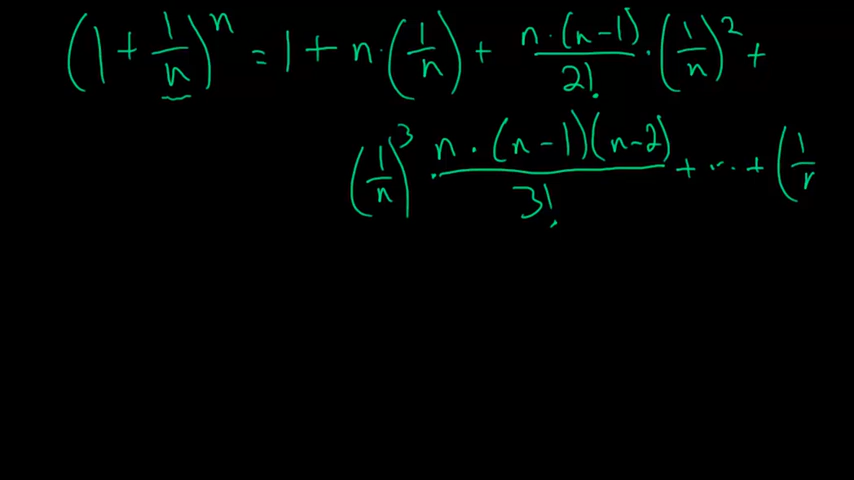 (1 + 1/n)^n = 1 + n · (1/n) + n · (n-1)/2! · (1/n)^2 +
(1/n)^3 n · (n-1)(n-2)/3! + ... + (1/